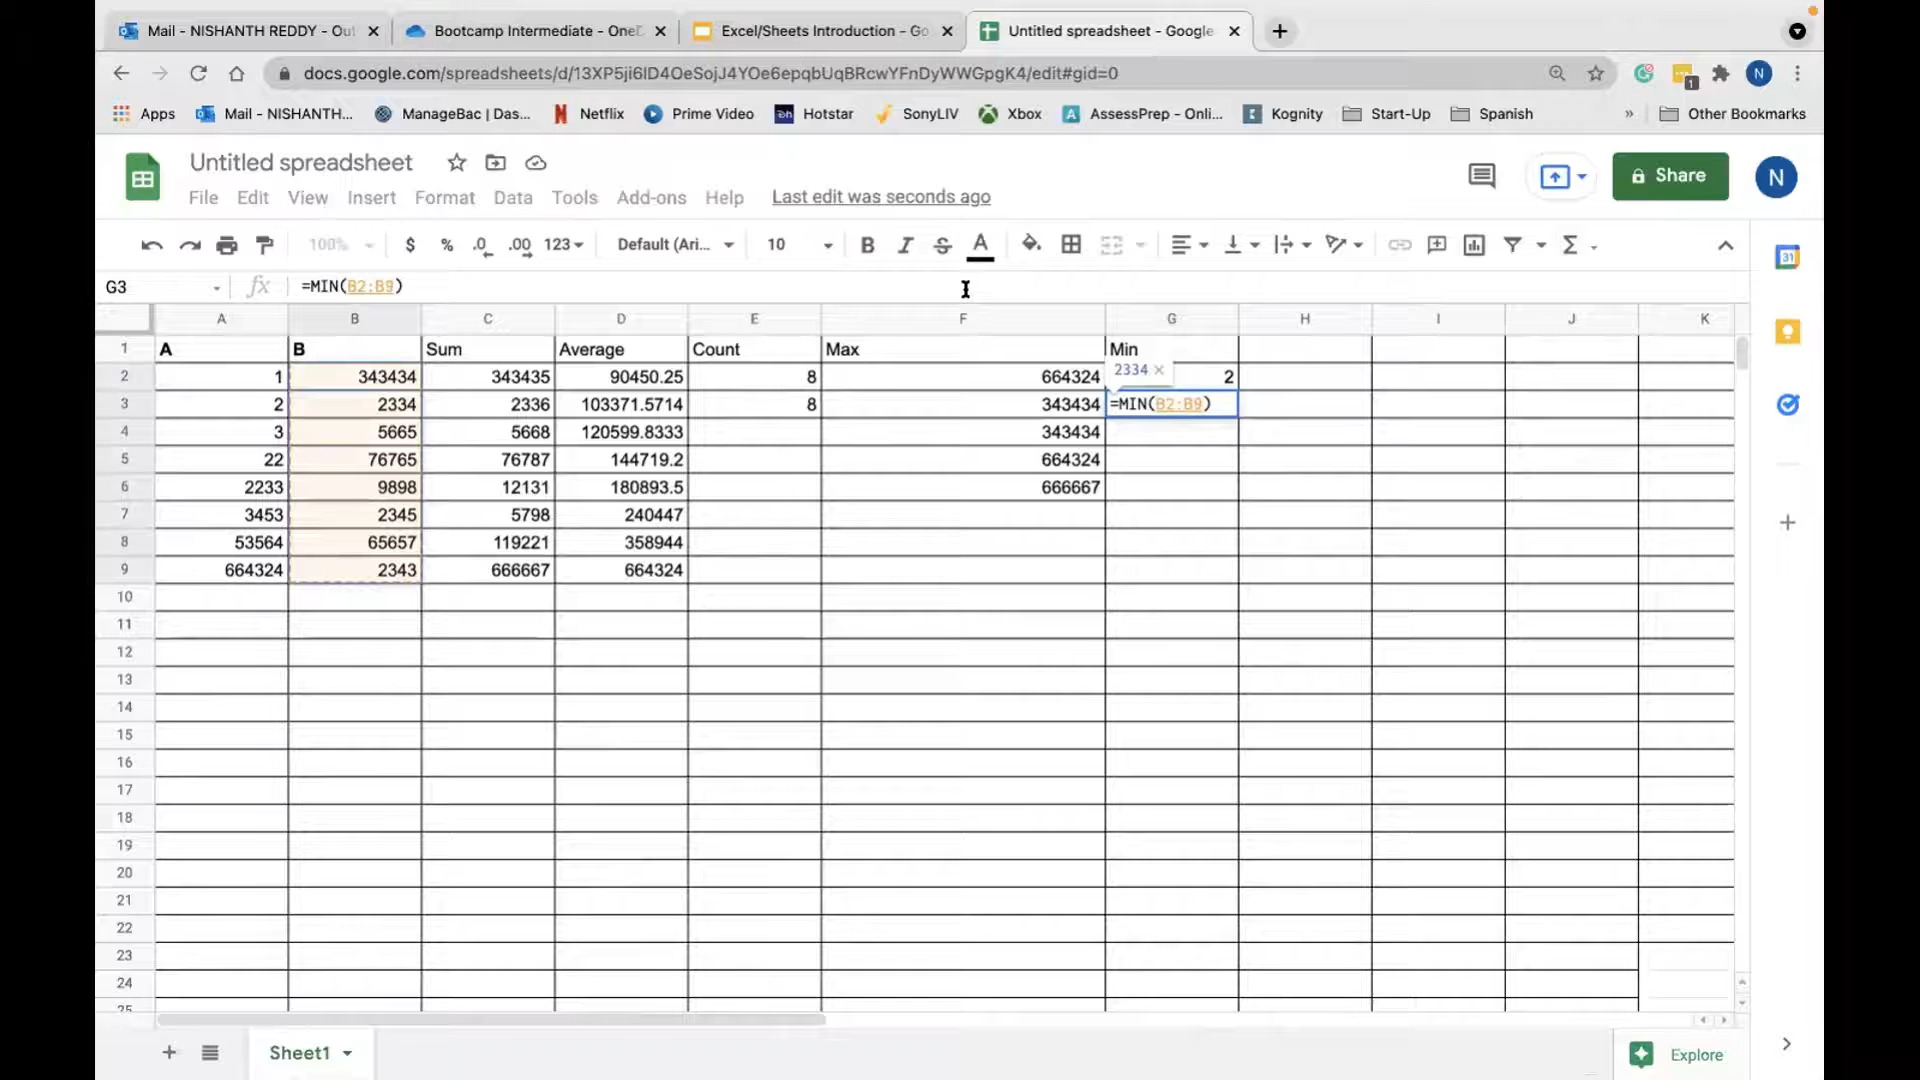 Mail - NISHANTH REDDY - Out
Bootcamp Intermediate - OneD
Excel/Sheets Introduction - Go
Untitled spreadsheet - Google
docs.google.com/spreadsheets/d/13XP5ji6lD4OeSojJ4YOe6epqbUqBRcwYFnDyWWGpgK4/edit#gid=0
1
N
Apps
Mail - NISHANTH...
ManageBac | Das...
Netflix
Prime Video
Hotstar
SonyLIV
Xbox
AssessPrep - Onli...
Kognity
Start-Up
Spanish
»
Other Bookmarks
Untitled spreadsheet
Share
N
File Edit View Insert Format Data Tools Add-ons Help Last edit was seconds ago
100% $ % .0 .00 123 Default (Ari... 10 B I S A Σ
31
G3 fx =MIN(B2:B9)
A B C D E F G H I J K
1 A B Sum Average Count Max Min
2334 ×
2 1 343434 343435 90450.25 8 664324 2
3 2 2334 2336 103371.5714 8 343434 =MIN(B2:B9)
4 3 5665 5668 120599.8333 343434
5 22 76765 76787 144719.2 664324
6 2233 9898 12131 180893.5 666667
7 3453 2345 5798 240447
8 53564 65657 119221 358944
9 664324 2343 666667 664324
10
11
12
13
14
15
16
17
18
19
20
21
22
23
24
25
Sheet1
Explore